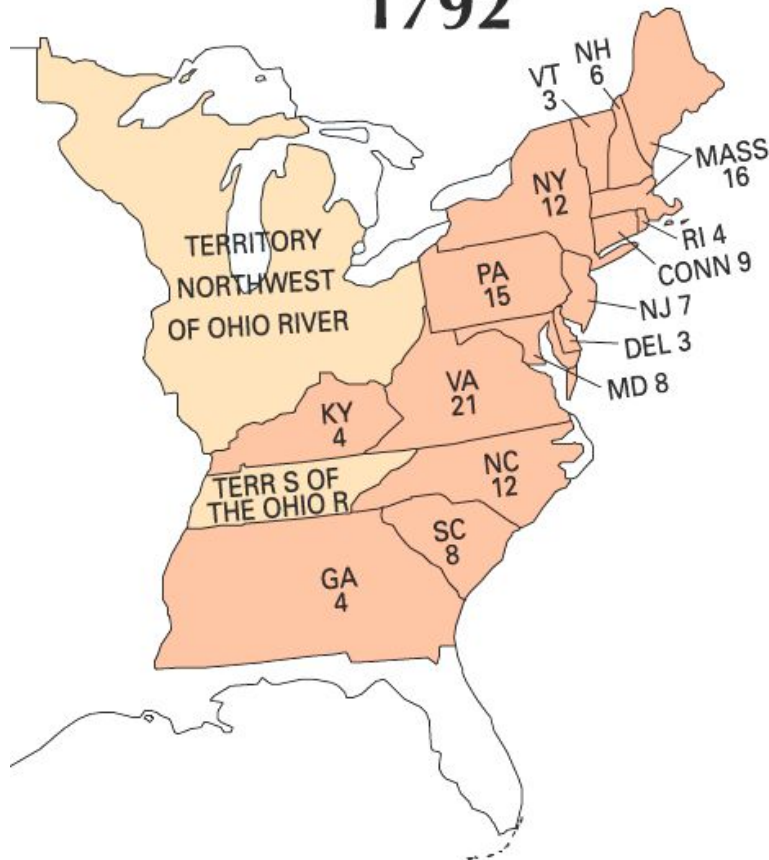 1792
NH
6
VT
3
MASS
16
NY
12
RI 4
CONN 9
TERRITORY
NORTHWEST
OF OHIO RIVER
PA
15
NJ 7
DEL 3
MD 8
VA
21
KY
4
NC
12
TERR S OF
THE OHIO R
SC
8
GA
4